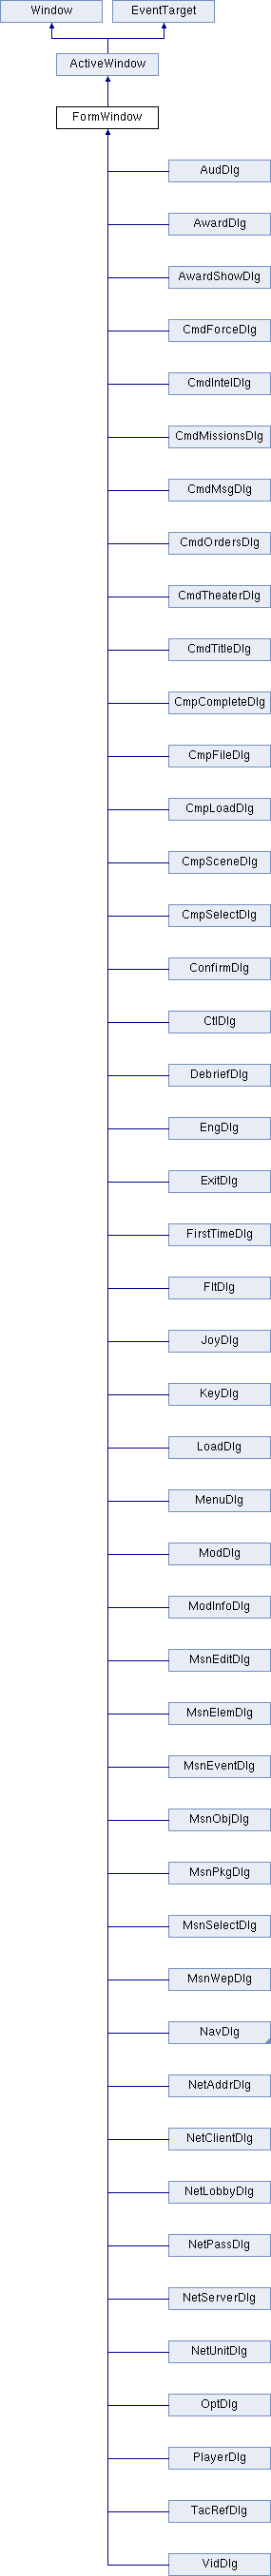 Window
EventTarget
ActiveWindow
FormWindow
AudDlg
AwardDlg
AwardShowDlg
CmdForceDlg
CmdIntelDlg
CmdMissionsDlg
CmdMsgDlg
CmdOrdersDlg
CmdTheaterDlg
CmdTitleDlg
CmpCompleteDlg
CmpFileDlg
CmpLoadDlg
CmpSceneDlg
CmpSelectDlg
ConfirmDlg
CtlDlg
DebriefDlg
EngDlg
ExitDlg
FirstTimeDlg
FltDlg
JoyDlg
KeyDlg
LoadDlg
MenuDlg
ModDlg
ModInfoDlg
MsnEditDlg
MsnElemDlg
MsnEventDlg
MsnObjDlg
MsnPkgDlg
MsnSelectDlg
MsnWepDlg
NavDlg
NetAddrDlg
NetClientDlg
NetLobbyDlg
NetPassDlg
NetServerDlg
NetUnitDlg
OptDlg
PlayerDlg
TacRefDlg
VidDlg